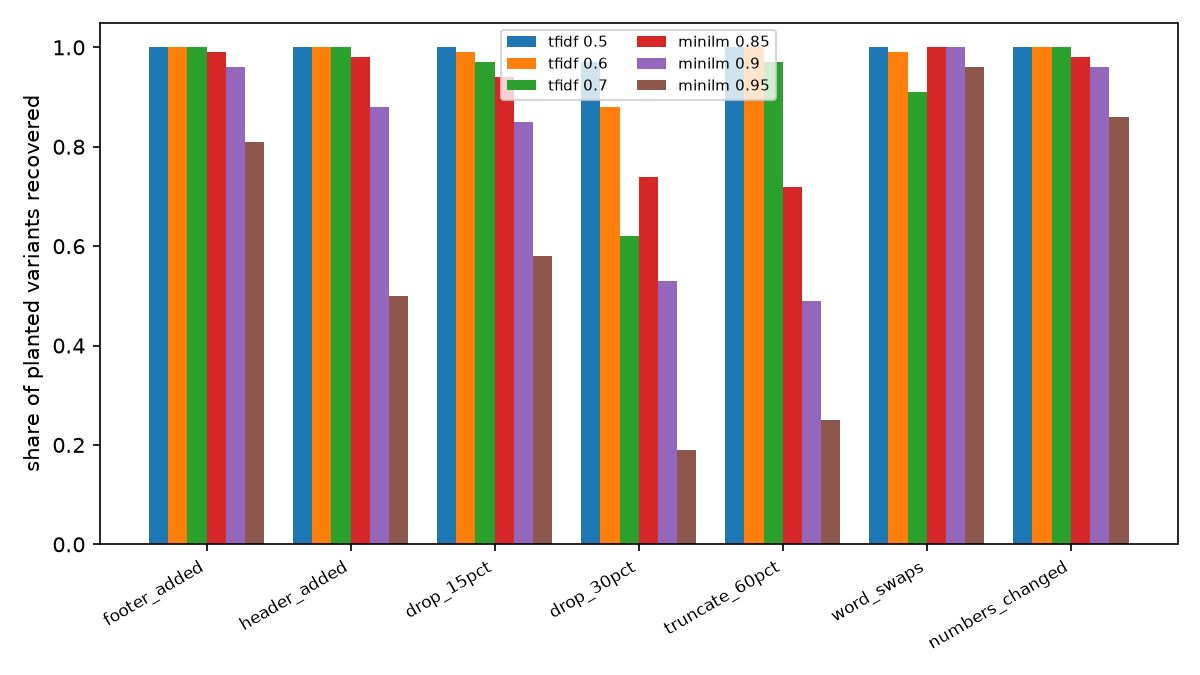 share of planted variants recovered
1.0
0.8
0.6
0.4
0.2
0.0
tfidf 0.5
tfidf 0.6
tfidf 0.7
minilm 0.85
minilm 0.9
minilm 0.95
footer_added
header_added
drop_15pct
drop_30pct
truncate_60pct
word_swaps
numbers_changed